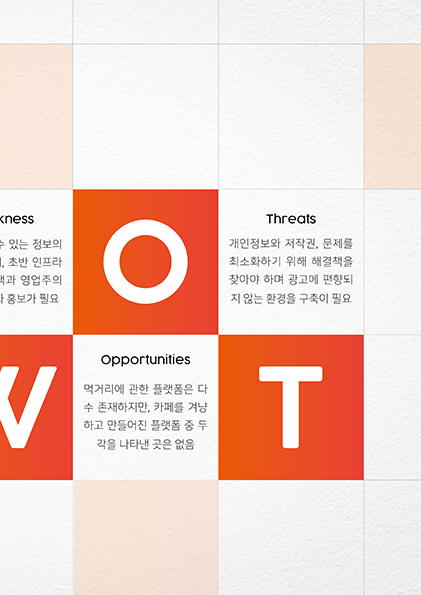 kness
수 있는 정보의
초반 인프라
과 영업주의
홍보가 필요
O
Threats
개인정보와 저작권, 문제를
최소화하기 위해 해결책을
찾아야 하며 광고에 편향되
지 않는 환경을 구축이 필요
W
Opportunities
먹거리에 관한 플랫폼은 다
수 존재하지만, 카페를 겨냥
하고 만들어진 플랫폼 중 두
각을 나타낸 곳은 없음
T